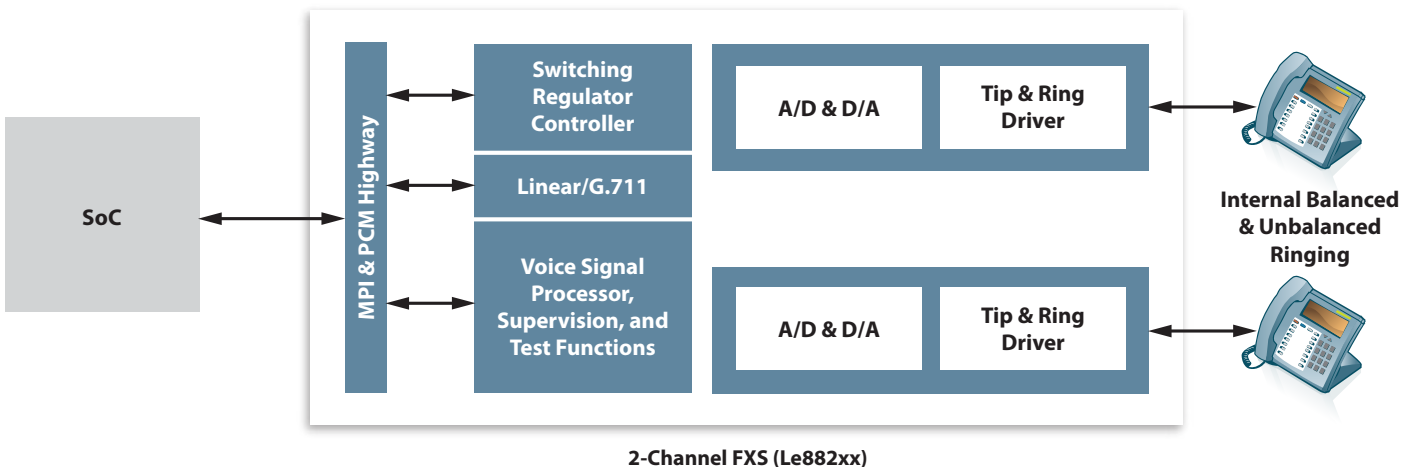 SoC
MPI & PCM Highway
Switching
Regulator
Controller
Linear/G.711
Voice Signal
Processor,
Supervision, and
Test Functions
A/D & D/A
Tip & Ring
Driver
A/D & D/A
Tip & Ring
Driver
Internal Balanced
& Unbalanced
Ringing
2-Channel FXS (Le882xx)